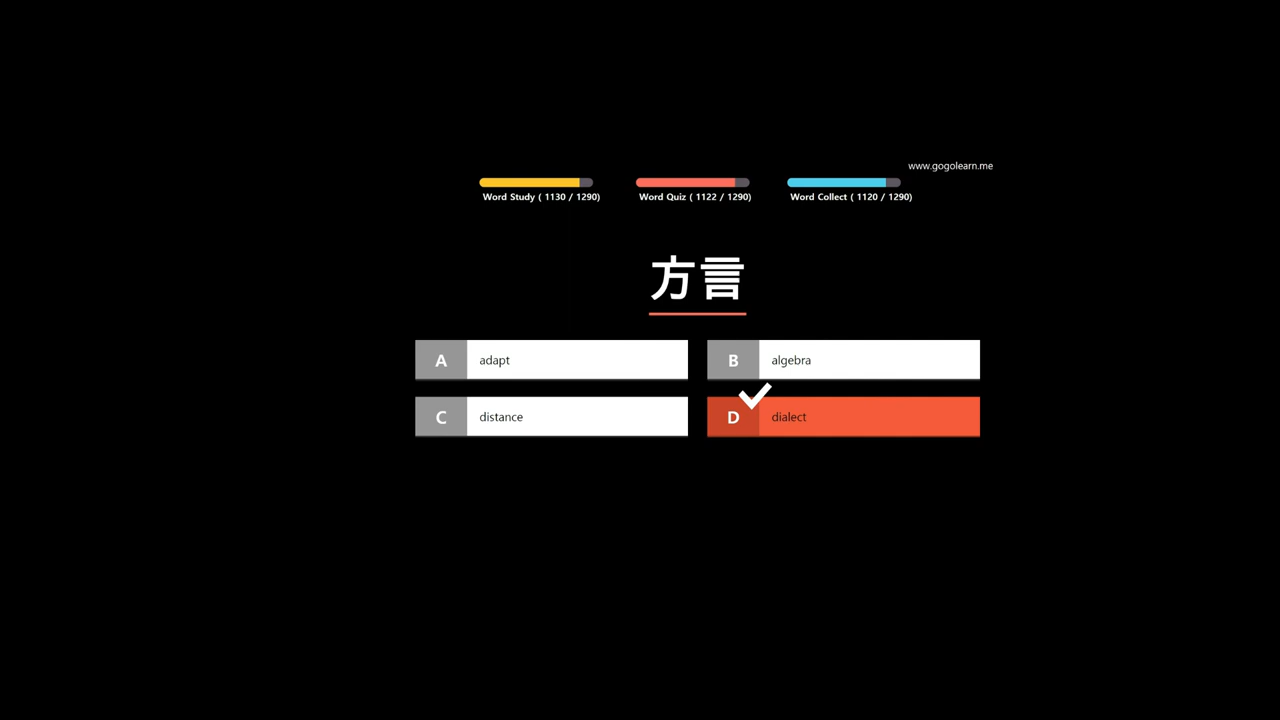 www.gogolearn.me
Word Study ( 1130 / 1290)
Word Quiz ( 1122 / 1290)
Word Collect ( 1120 / 1290)
方言
A adapt
B algebra
C distance
D dialect